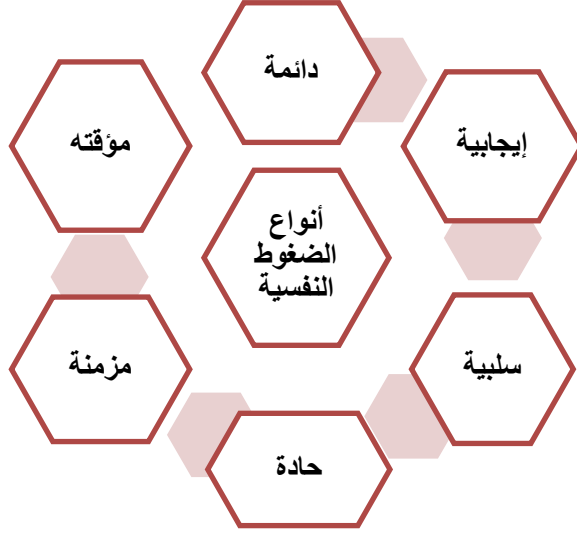 دائمة
إيجابية
مؤقته
أنواع
الضغوط
النفسية
سلبية
مزمنة
حادة